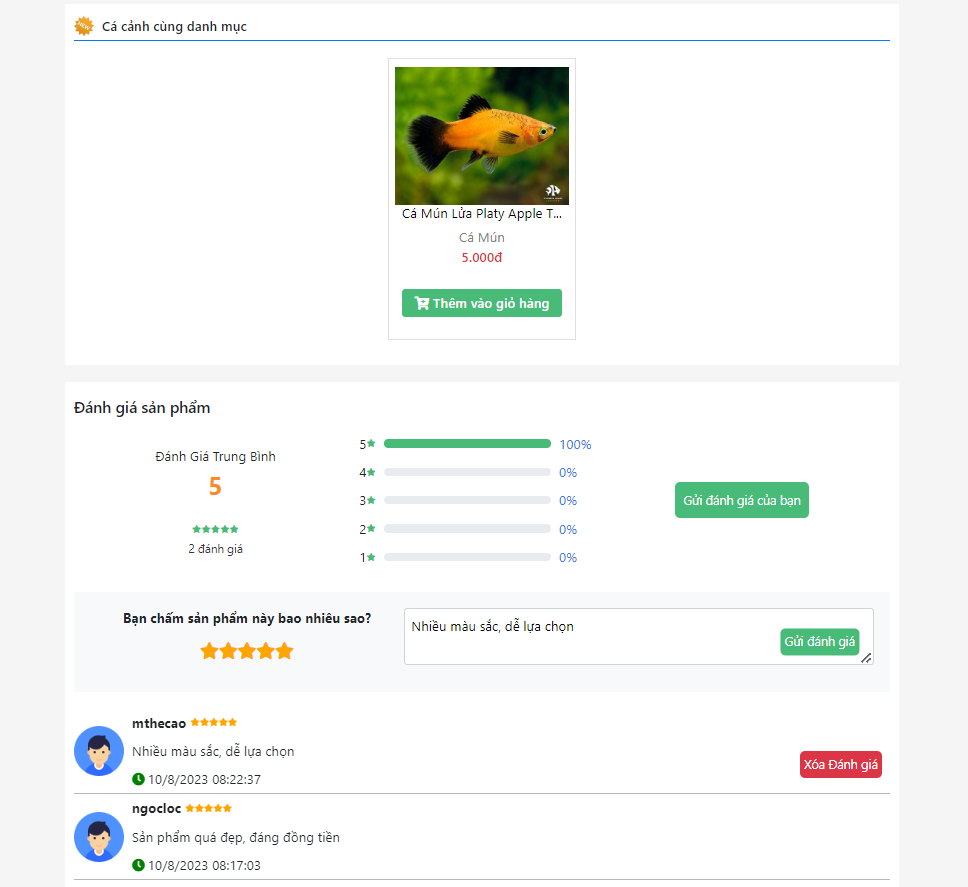 Cá cảnh cùng danh mục
Cá Mún Lửa Platy Apple T...
Cá Mún
5.000đ
Thêm vào giỏ hàng
Đánh giá sản phẩm
Đánh Giá Trung Bình
5
2 đánh giá
5 100%
4 0%
3 0%
2 0%
1 0%
Gửi đánh giá của bạn
Bạn chấm sản phẩm này bao nhiêu sao?
Nhiều màu sắc, dễ lựa chọn
Gửi đánh giá
mthecao
Nhiều màu sắc, dễ lựa chọn
10/8/2023 08:22:37
Xóa Đánh giá
ngocloc
Sản phẩm quá đẹp, đáng đồng tiền
10/8/2023 08:17:03